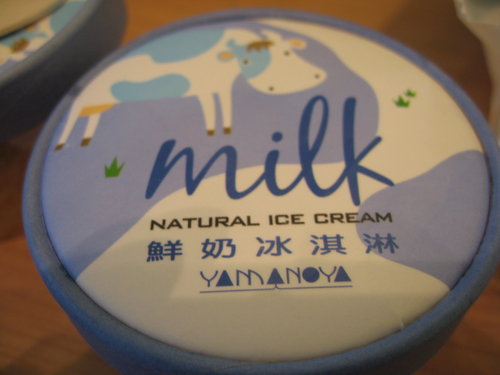 milk
NATURAL ICE CREAM
鮮奶冰淇淋
YAMANOYA